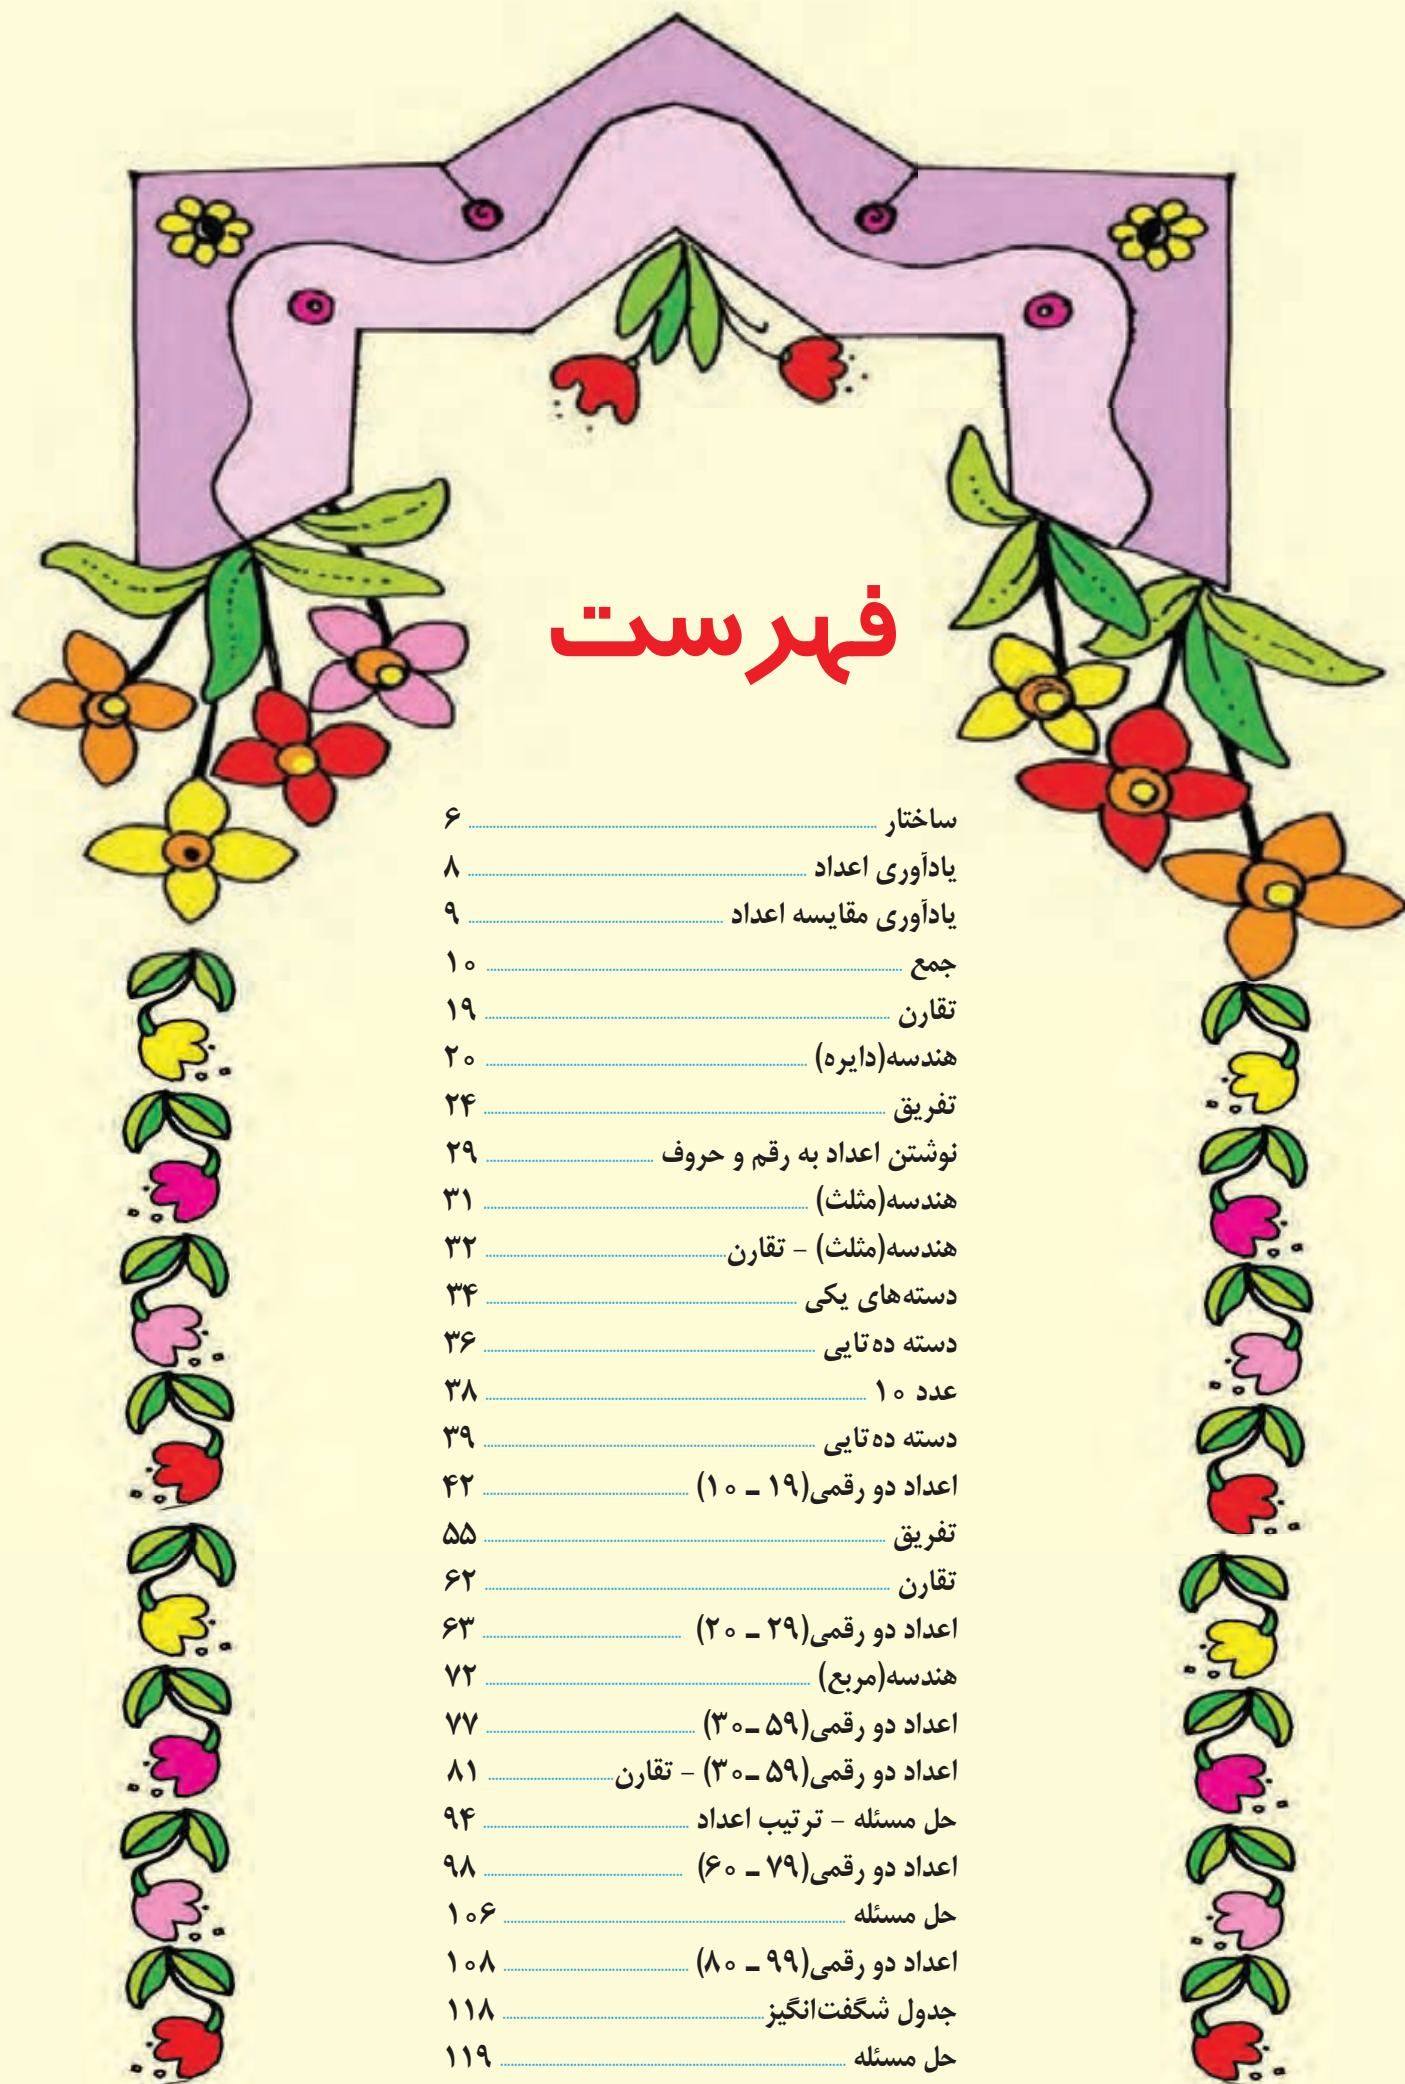 فهرست
ساختار ۶
یادآوری اعداد ۸
یادآوری مقایسه اعداد ۹
جمع ۱۰
تقارن ۱۹
هندسه(دایره) ۲۰
تفریق ۲۴
نوشتن اعداد به رقم و حروف ۲۹
هندسه(مثلث) ۳۱
هندسه(مثلث) - تقارن ۳۲
دسته‌های یکی ۳۴
دسته ده‌تایی ۳۶
عدد ۱۰ ۳۸
دسته ده‌تایی ۳۹
اعداد دو رقمی(۱۹ ـ ۱۰) ۴۲
تفریق ۵۵
تقارن ۶۲
اعداد دو رقمی(۲۹ ـ ۲۰) ۶۳
هندسه(مربع) ۷۲
اعداد دو رقمی(۵۹ ـ۳۰) ۷۷
اعداد دو رقمی(۵۹ ـ۳۰) - تقارن ۸۱
حل مسئله - ترتیب اعداد ۹۴
اعداد دو رقمی(۷۹ ـ ۶۰) ۹۸
حل مسئله ۱۰۶
اعداد دو رقمی(۹۹ ـ ۸۰) ۱۰۸
جدول شگفت‌انگیز ۱۱۸
حل مسئله ۱۱۹